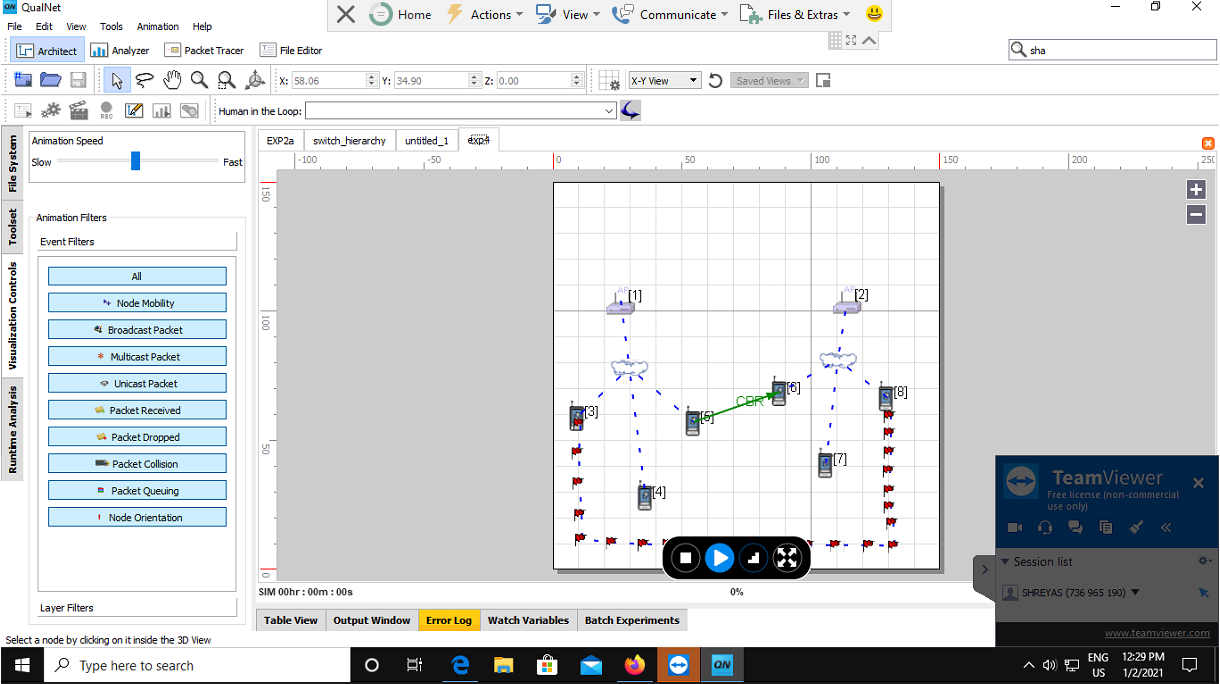 QualNet
Home Actions View Communicate Files & Extras
File Edit View Tools Animation Help
Architect Analyzer Packet Tracer File Editor
sha
X: 58.06 Y: 34.90 Z: 0.00 X-Y View Saved Views
REC Human in the Loop:
File System
Toolset
Visualization Controls
Runtime Analysis
Animation Speed
Slow Fast
Animation Filters
Event Filters
All
Node Mobility
Broadcast Packet
Multicast Packet
Unicast Packet
Packet Received
Packet Dropped
Packet Collision
Packet Queuing
Node Orientation
Layer Filters
Select a node by clicking on it inside the 3D View
EXP2a switch_hierarchy untitled_1 exp4
-100 -50 0 50 100 150 200 250
150
100
50
0
AP [1] AP [2]
[3] CBR [5] [6] [8]
[4] [7]
SIM 00hr : 00m : 00s 0%
Table View Output Window Error Log Watch Variables Batch Experiments
TeamViewer
Free license (non-commercial
use only)
Session list
SHREYAS (736 965 190)
www.teamviewer.com
Type here to search
QN
ENG
US
12:29 PM
1/2/2021